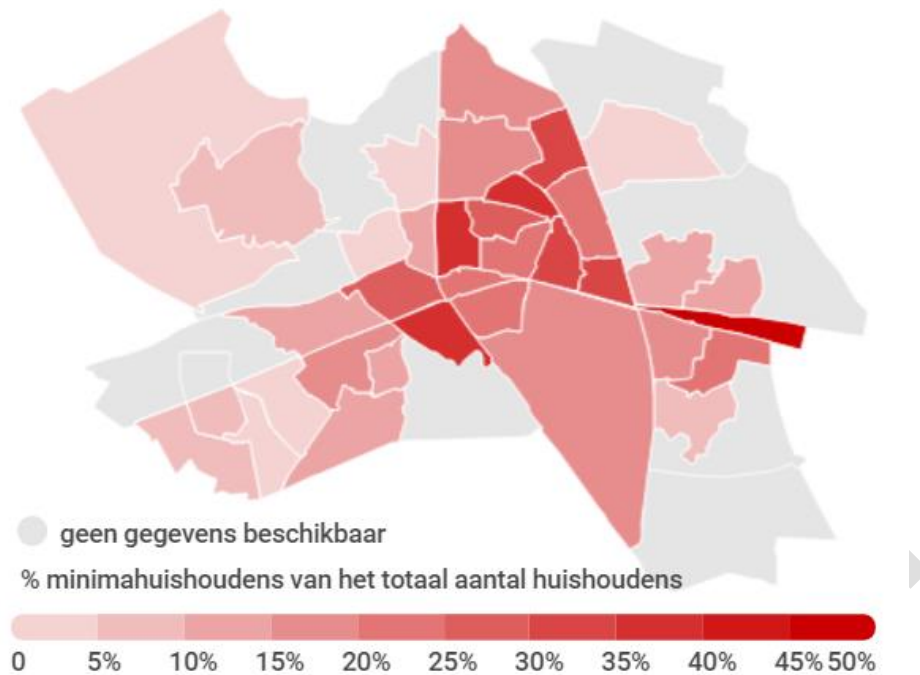 geen gegevens beschikbaar
% minimahuishoudens van het totaal aantal huishoudens
0 5% 10% 15% 20% 25% 30% 35% 40% 45% 50%